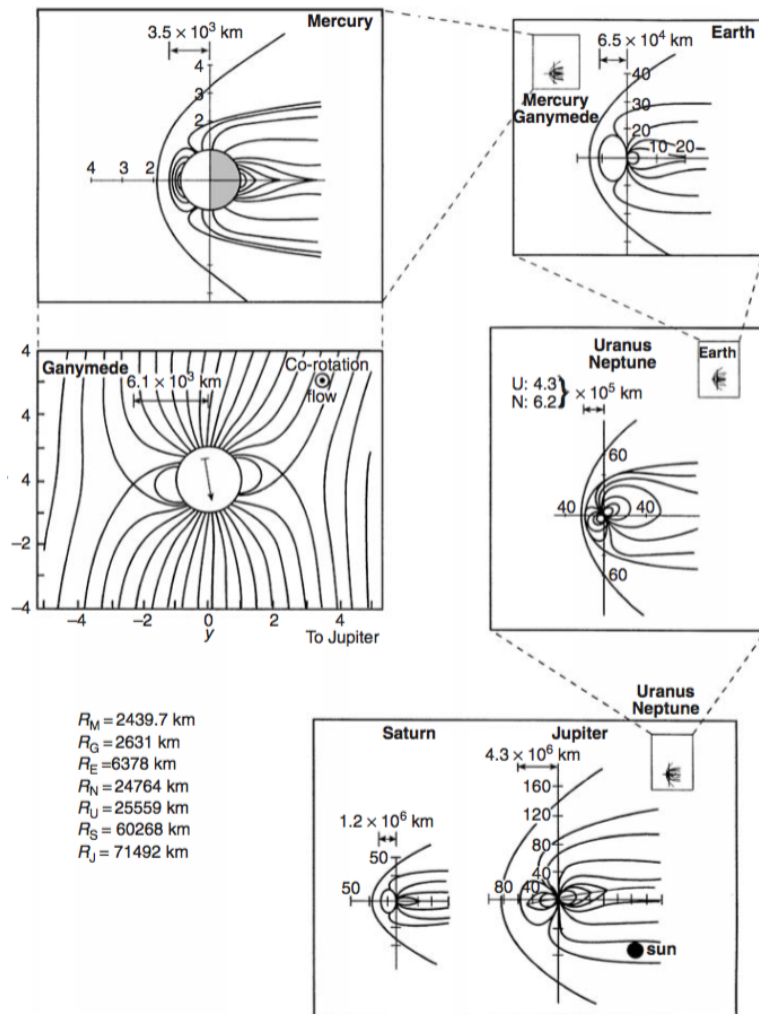 Mercury
3.5 × 10³ km
4
3
2
4 3 2
Earth
6.5 × 10⁴ km
Mercury
Ganymede
40
30
20
10 20
Ganymede
6.1 × 10³ km
Co-rotation
flow
4
4
4
–2
–4
–4 –2 0 2 4
y
To Jupiter
Uranus
Neptune
U: 4.3
N: 6.2 } × 10⁵ km
Earth
60
40 40
60
R_M = 2439.7 km
R_G = 2631 km
R_E = 6378 km
R_N = 24764 km
R_U = 25559 km
R_S = 60268 km
R_J = 71492 km
Uranus
Neptune
Saturn
1.2 × 10⁶ km
50
50
Jupiter
4.3 × 10⁶ km
160
120
80
40
80 40
sun